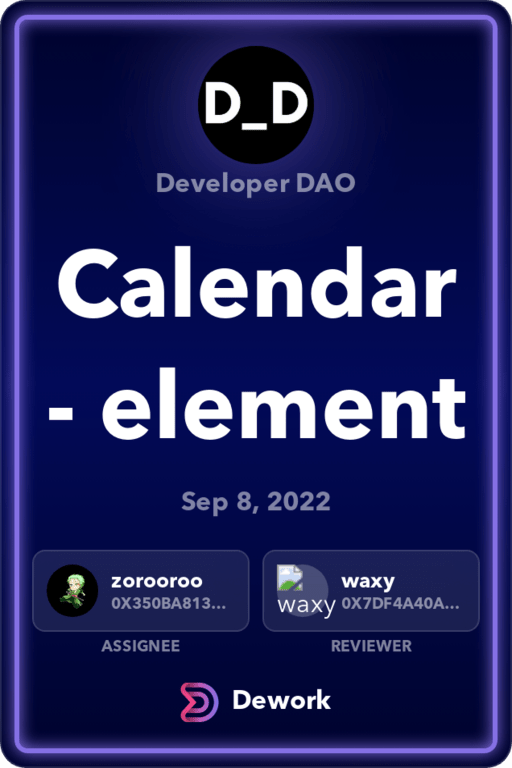 D_D
Developer DAO
Calendar
- element
Sep 8, 2022
zorooroo
0X350BA813...
waxy
waxy
0X7DF4A40A...
ASSIGNEE
REVIEWER
Dework